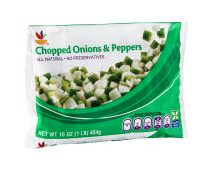 Chopped Onions & Peppers
ALL NATURAL • NO PRESERVATIVES
NET WT 16 OZ (1 LB) 454g